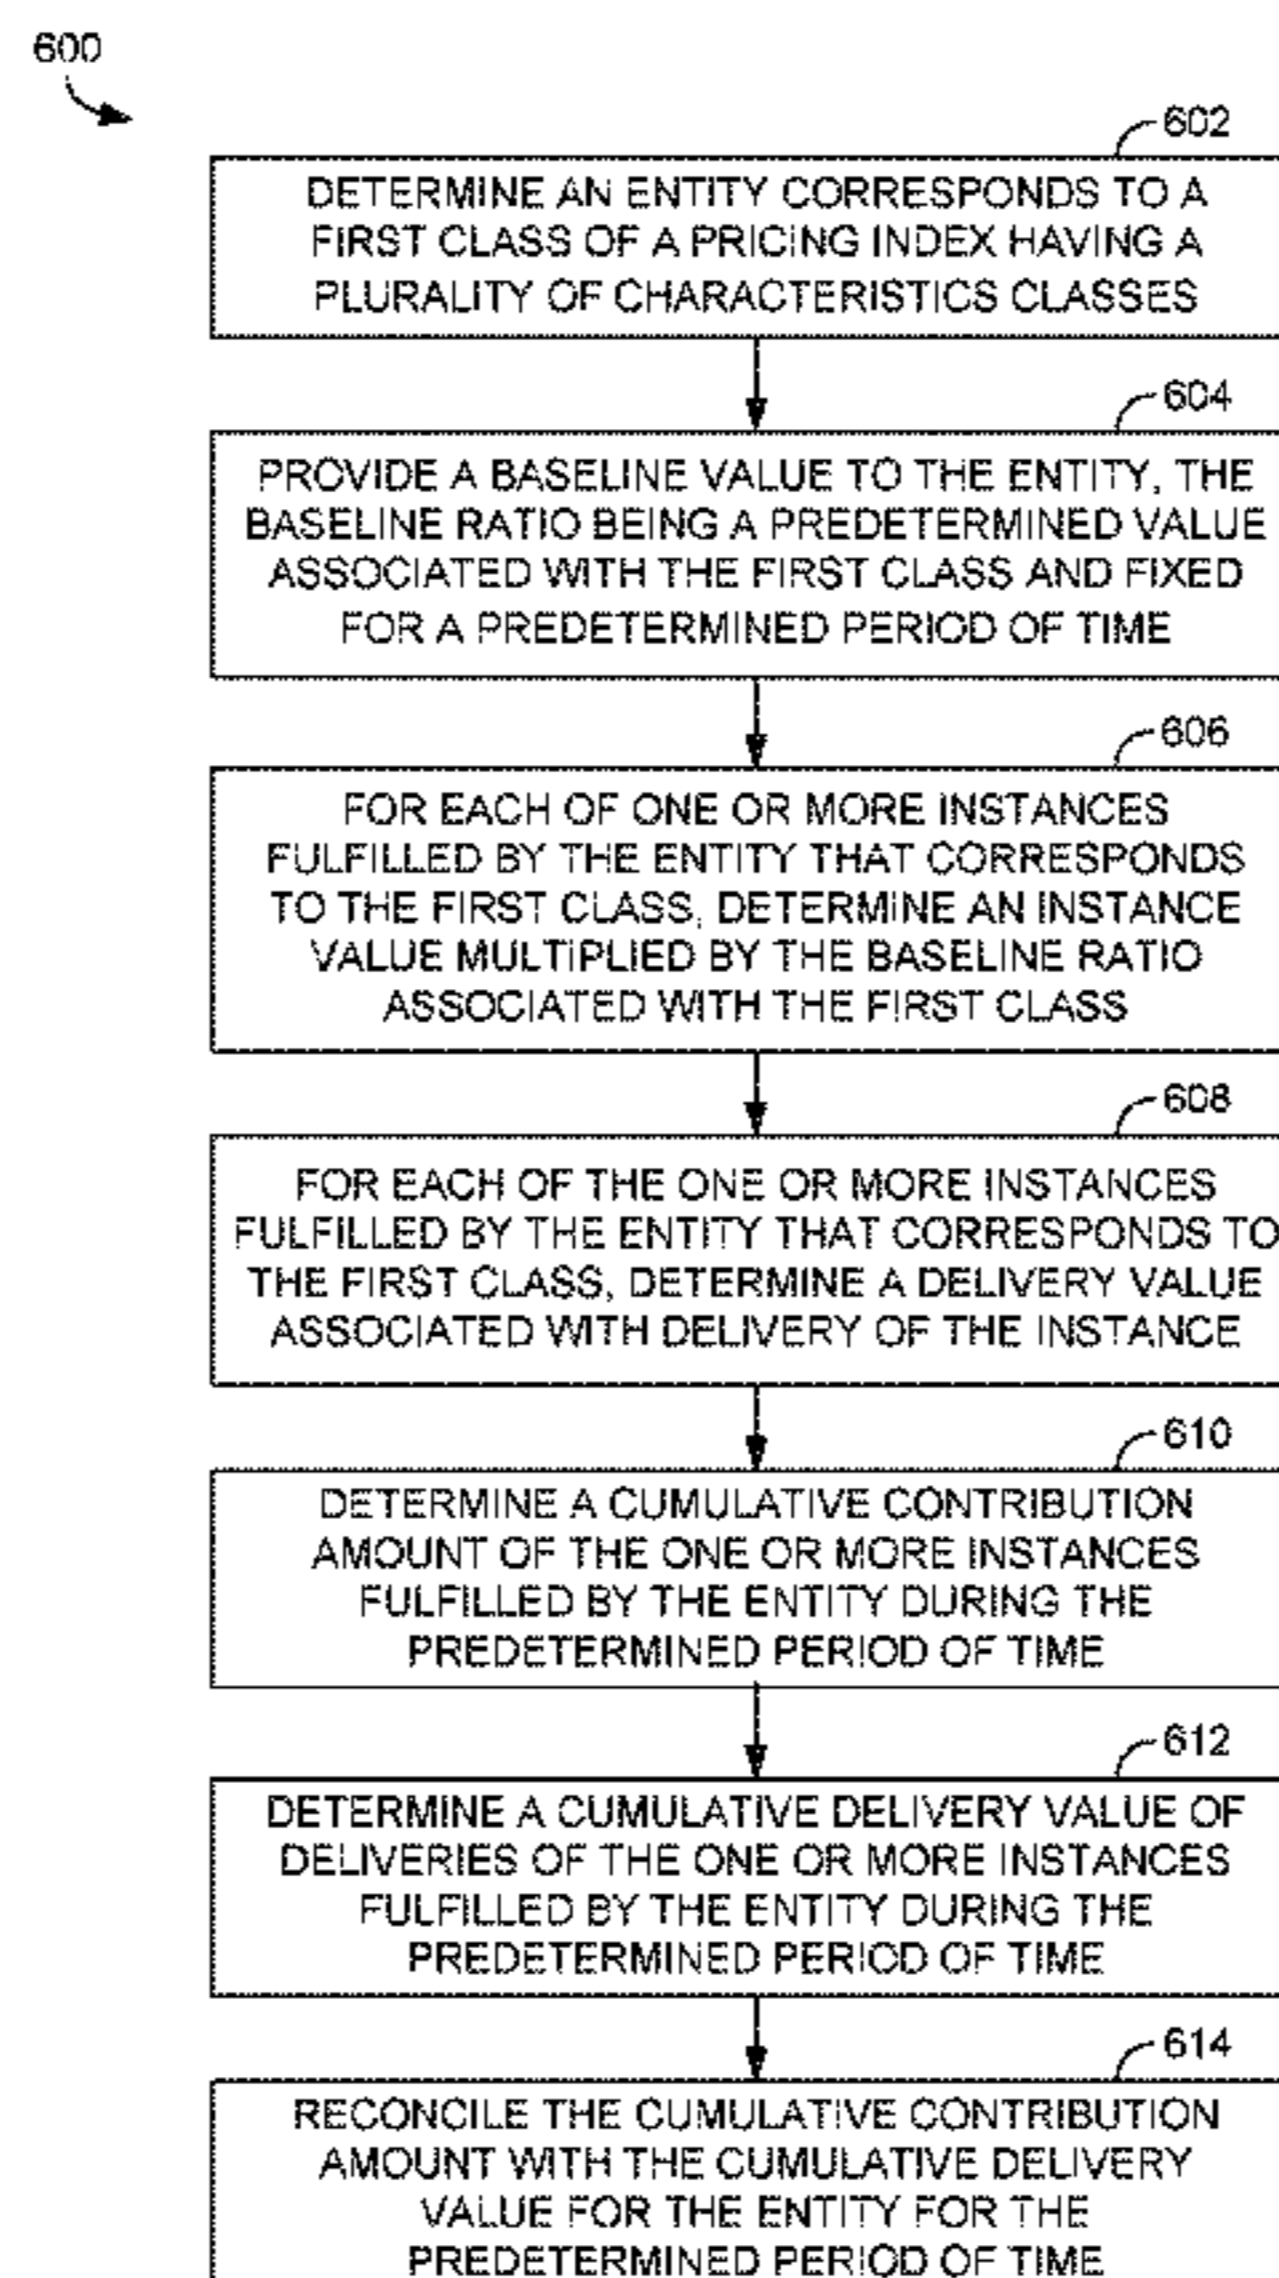 600
602
DETERMINE AN ENTITY CORRESPONDS TO A
FIRST CLASS OF A PRICING INDEX HAVING A
PLURALITY OF CHARACTERISTICS CLASSES
604
PROVIDE A BASELINE VALUE TO THE ENTITY, THE
BASELINE RATIO BEING A PREDETERMINED VALUE
ASSOCIATED WITH THE FIRST CLASS AND FIXED
FOR A PREDETERMINED PERIOD OF TIME
606
FOR EACH OF ONE OR MORE INSTANCES
FULFILLED BY THE ENTITY THAT CORRESPONDS
TO THE FIRST CLASS, DETERMINE AN INSTANCE
VALUE MULTIPLIED BY THE BASELINE RATIO
ASSOCIATED WITH THE FIRST CLASS
608
FOR EACH OF THE ONE OR MORE INSTANCES
FULFILLED BY THE ENTITY THAT CORRESPONDS TO
THE FIRST CLASS, DETERMINE A DELIVERY VALUE
ASSOCIATED WITH DELIVERY OF THE INSTANCE
610
DETERMINE A CUMULATIVE CONTRIBUTION
AMOUNT OF THE ONE OR MORE INSTANCES
FULFILLED BY THE ENTITY DURING THE
PREDETERMINED PERIOD OF TIME
612
DETERMINE A CUMULATIVE DELIVERY VALUE OF
DELIVERIES OF THE ONE OR MORE INSTANCES
FULFILLED BY THE ENTITY DURING THE
PREDETERMINED PERIOD OF TIME
614
RECONCILE THE CUMULATIVE CONTRIBUTION
AMOUNT WITH THE CUMULATIVE DELIVERY
VALUE FOR THE ENTITY FOR THE
PREDETERMINED PERIOD OF TIME